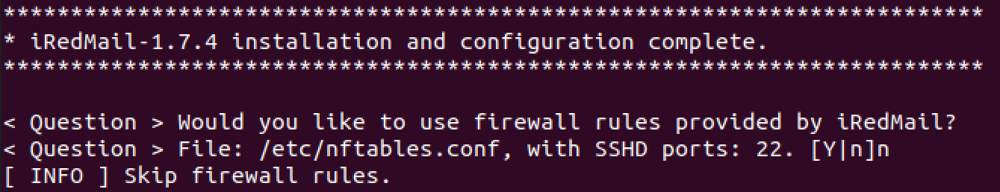 *************************************************************************
* iRedMail-1.7.4 installation and configuration complete.
*************************************************************************
< Question > Would you like to use firewall rules provided by iRedMail?
< Question > File: /etc/nftables.conf, with SSHD ports: 22. [Y|n]n
[ INFO ] Skip firewall rules.